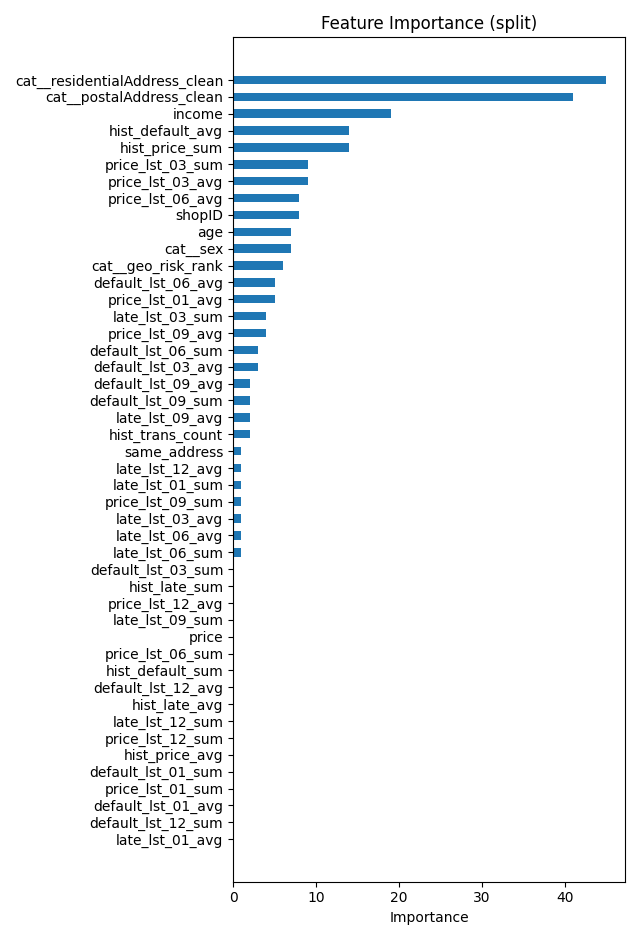 Feature Importance (split)
cat__residentialAddress_clean
cat__postalAddress_clean
income
hist_default_avg
hist_price_sum
price_lst_03_sum
price_lst_03_avg
price_lst_06_avg
shopID
age
cat__sex
cat__geo_risk_rank
default_lst_06_avg
price_lst_01_avg
late_lst_03_sum
price_lst_09_avg
default_lst_06_sum
default_lst_03_avg
default_lst_09_avg
default_lst_09_sum
late_lst_09_avg
hist_trans_count
same_address
late_lst_12_avg
late_lst_01_sum
price_lst_09_sum
late_lst_03_avg
late_lst_06_avg
late_lst_06_sum
default_lst_03_sum
hist_late_sum
price_lst_12_avg
late_lst_09_sum
price
price_lst_06_sum
hist_default_sum
default_lst_12_avg
hist_late_avg
late_lst_12_sum
price_lst_12_sum
hist_price_avg
default_lst_01_sum
price_lst_01_sum
default_lst_01_avg
default_lst_12_sum
late_lst_01_avg
0 10 20 30 40
Importance